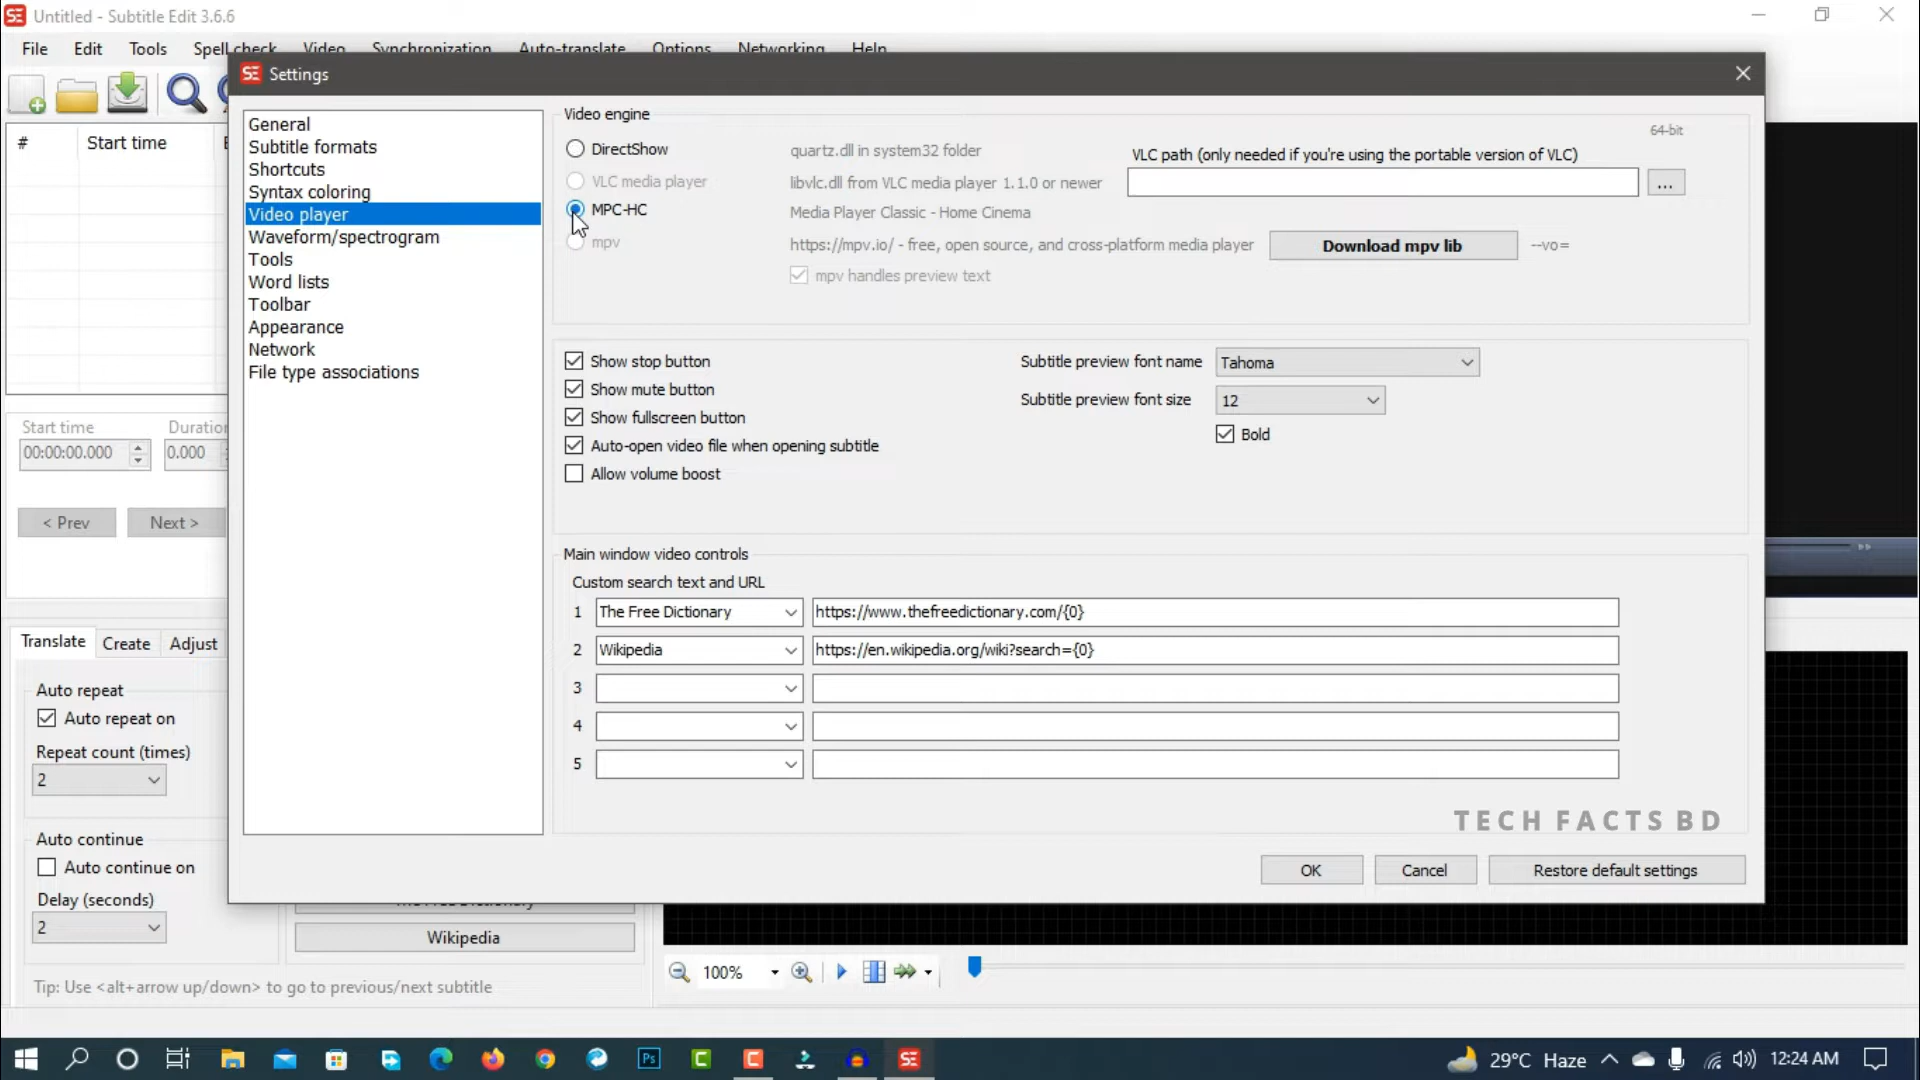 Untitled - Subtitle Edit 3.6.6
File Edit Tools Spell check Video Synchronization Auto-translate Options Networking Help
Settings
# Start time
Start time
00:00:00.000 0.000
< Prev Next >
Translate Create Adjust
Auto repeat
Auto repeat on
Repeat count (times)
2
Auto continue
Auto continue on
Delay (seconds)
2
General
Subtitle formats
Shortcuts
Syntax coloring
Video player
Waveform/spectrogram
Tools
Word lists
Toolbar
Appearance
Network
File type associations
Video engine
64-bit
DirectShow quartz.dll in system32 folder VLC path (only needed if you're using the portable version of VLC)
VLC media player libvlc.dll from VLC media player 1.1.0 or newer ...
MPC-HC Media Player Classic - Home Cinema
mpv https://mpv.io/ - free, open source, and cross-platform media player Download mpv lib --vo=
mpv handles preview text
Show stop button Subtitle preview font name Tahoma
Show mute button
Subtitle preview font size 12
Show fullscreen button
Bold
Auto-open video file when opening subtitle
Allow volume boost
Main window video controls
Custom search text and URL
1 The Free Dictionary https://www.thefreedictionary.com/{0}
2 Wikipedia https://en.wikipedia.org/wiki?search={0}
3
4
5
TECH FACTS BD
OK Cancel Restore default settings
The Free Dictionary
Wikipedia
Tip: Use <alt+arrow up/down> to go to previous/next subtitle
100%
Ps C C SE 29°C Haze 12:24 AM